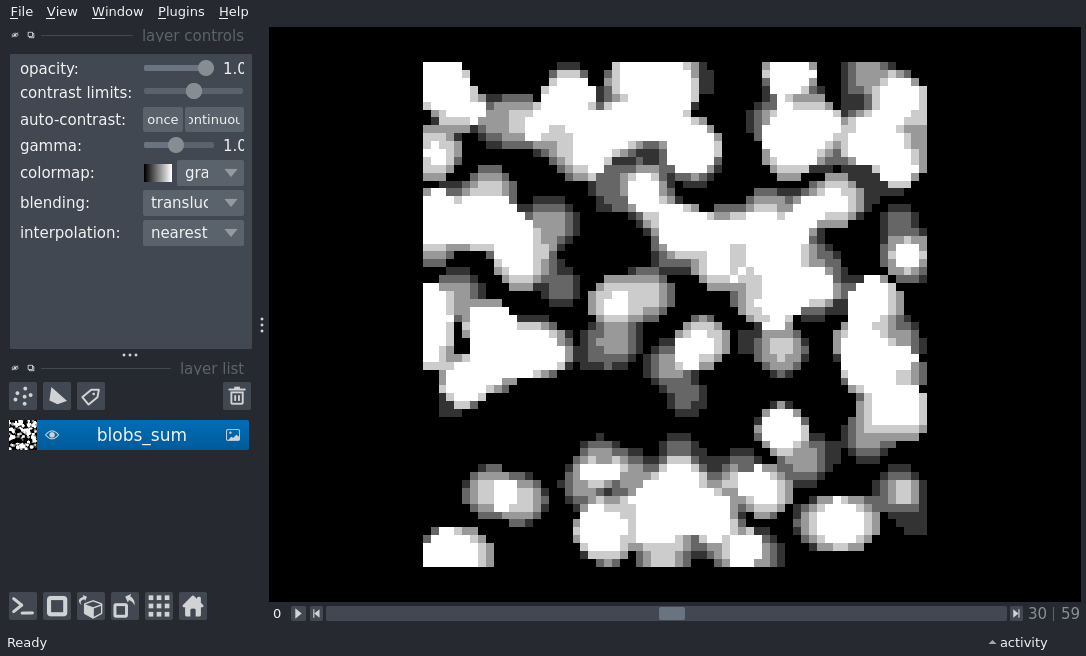 File View Window Plugins Help
layer controls
opacity: 1.0
contrast limits:
auto-contrast: once ontinuou
gamma: 1.0
colormap: gra
blending: transluc
interpolation: nearest
layer list
blobs_sum
0 30 | 59
Ready activity